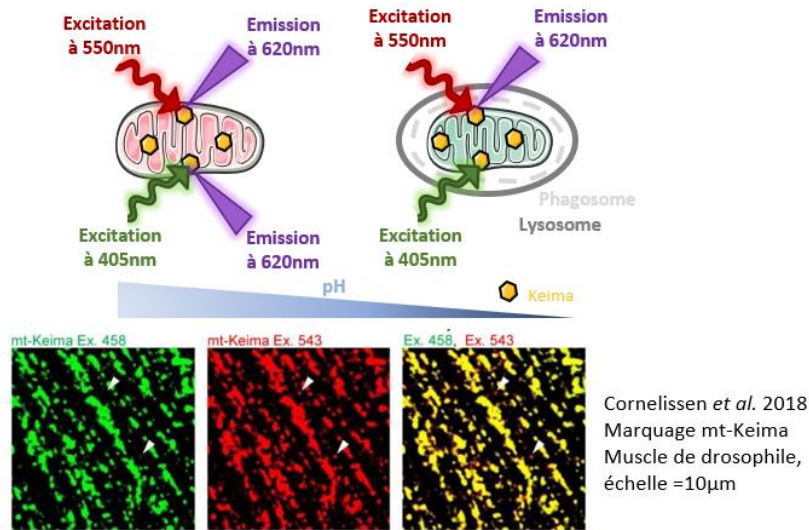 Excitation
à 550nm
Emission
à 620nm
Excitation
à 550nm
Emission
à 620nm
Excitation
à 405nm
Emission
à 620nm
Phagosome
Lysosome
Excitation
à 405nm
pH
Keima
mt-Keima Ex. 458
mt-Keima Ex. 543
Ex. 458, Ex. 543
Cornelissen et al. 2018
Marquage mt-Keima
Muscle de drosophile,
échelle =10µm